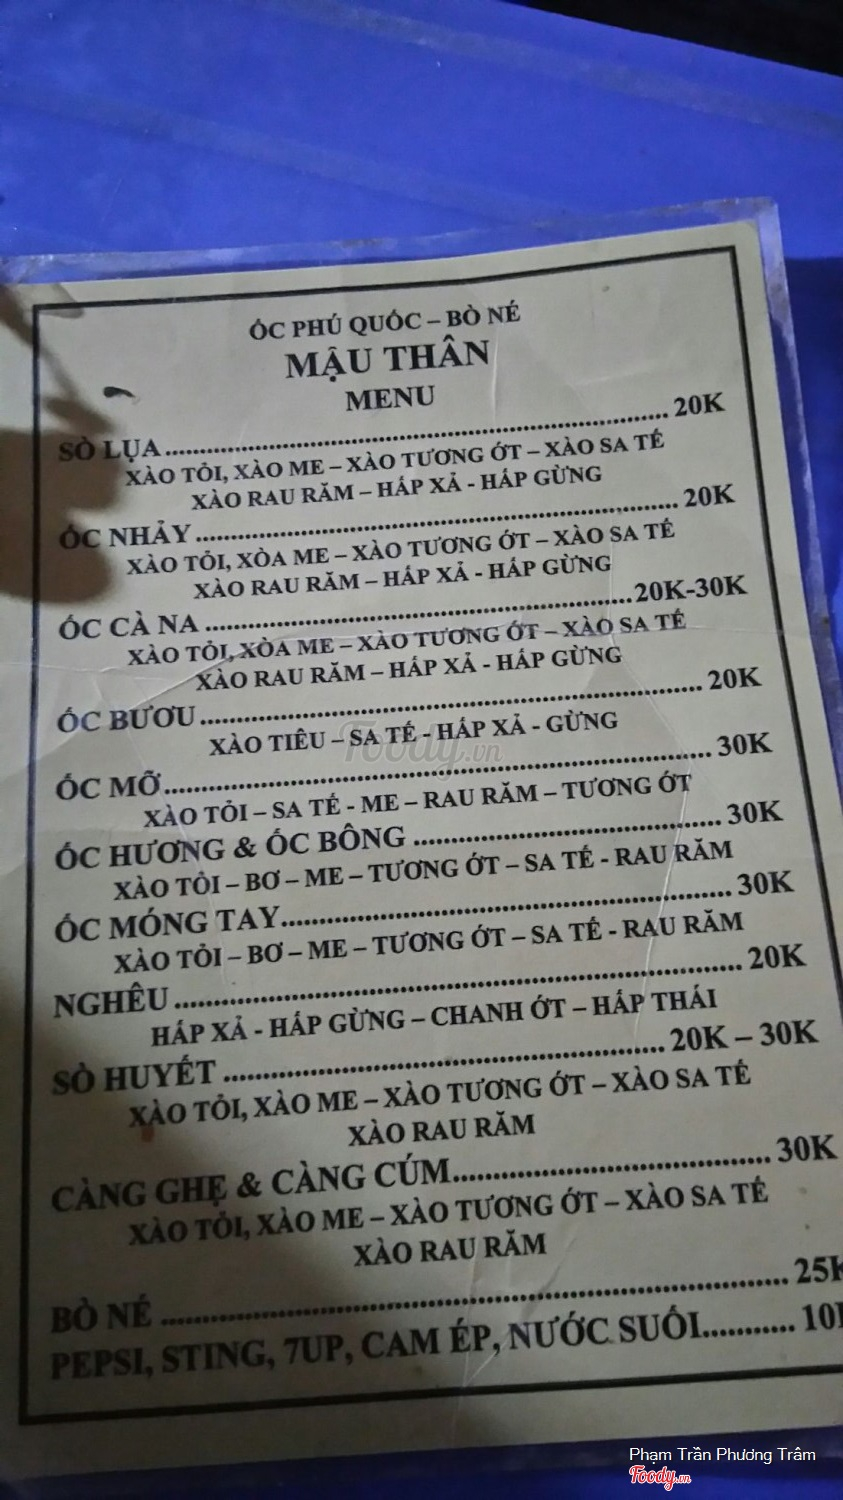 ỐC PHÚ QUỐC – BÒ NÉ
MẬU THÂN
MENU
SÒ LỤA.......................................................................20K
XÀO TỎI, XÀO ME – XÀO TƯƠNG ỚT – XÀO SA TẾ
XÀO RAU RĂM – HẤP XẢ - HẤP GỪNG
ỐC NHẢY.......................................................................20K
XÀO TỎI, XÒA ME – XÀO TƯƠNG ỚT – XÀO SA TẾ
XÀO RAU RĂM – HẤP XẢ - HẤP GỪNG
ỐC CÀ NA.............................................................20K-30K
XÀO TỎI, XÒA ME – XÀO TƯƠNG ỚT – XÀO SA TẾ
XÀO RAU RĂM – HẤP XẢ - HẤP GỪNG
ỐC BƯƠU.......................................................................20K
XÀO TIÊU – SA TẾ - HẤP XẢ - GỪNG
Foody.vn
ỐC MỠ.......................................................................30K
XÀO TỎI – SA TẾ - ME – RAU RĂM – TƯƠNG ỚT
ỐC HƯƠNG & ỐC BÔNG ............................................30K
XÀO TỎI – BƠ – ME – TƯƠNG ỚT – SA TẾ - RAU RĂM
ỐC MÓNG TAY............................................................30K
XÀO TỎI – BƠ – ME – TƯƠNG ỚT – SA TẾ - RAU RĂM
NGHÊU.......................................................................20K
HẤP XẢ - HẤP GỪNG – CHANH ỚT – HẤP THÁI
SÒ HUYẾT.........................................................20K – 30K
XÀO TỎI, XÀO ME – XÀO TƯƠNG ỚT – XÀO SA TẾ
XÀO RAU RĂM
CÀNG GHẸ & CÀNG CÚM..........................................30K
XÀO TỎI, XÀO ME – XÀO TƯƠNG ỚT – XÀO SA TẾ
XÀO RAU RĂM
BÒ NÉ.......................................................................25K
PEPSI, STING, 7UP, CAM ÉP, NƯỚC SUỐI............10K
Phạm Trần Phương Trâm
Foody.vn